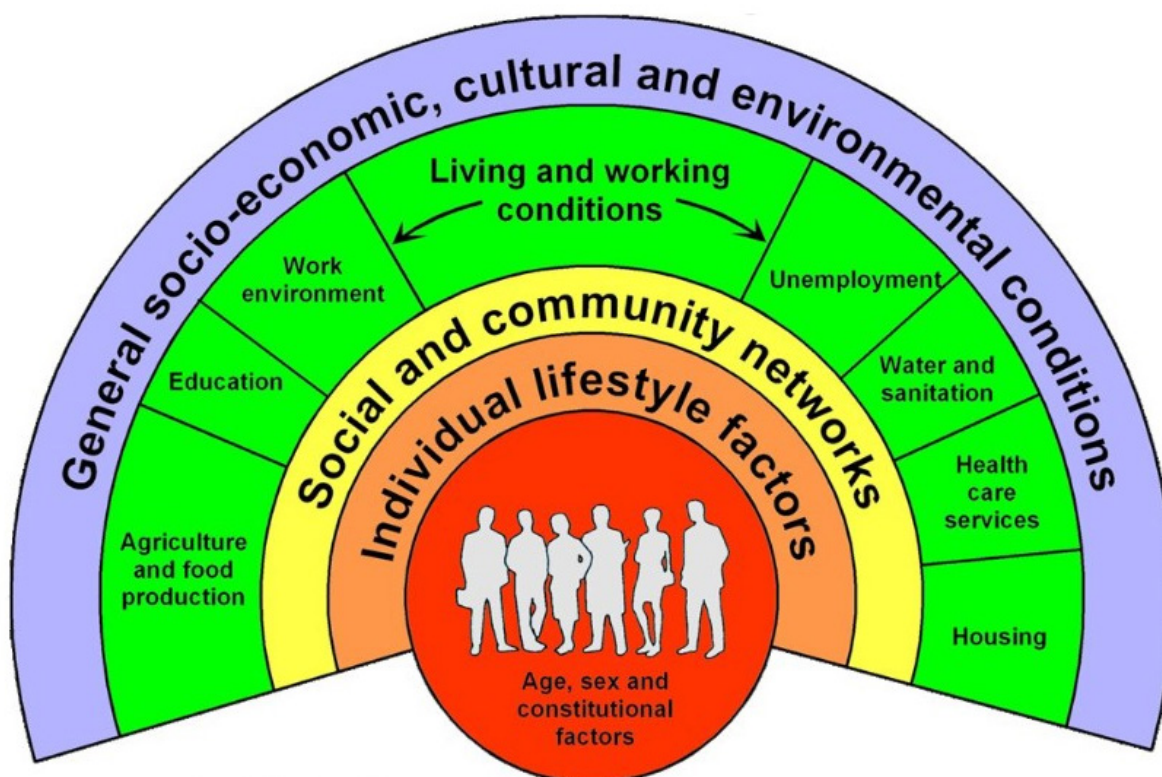 General socio-economic, cultural and environmental conditions
Living and working
conditions
Work
environment
Unemployment
Education
Water and
sanitation
Agriculture
and food
production
Health
care
services
Housing
Social and community networks
Individual lifestyle factors
Age, sex and
constitutional
factors